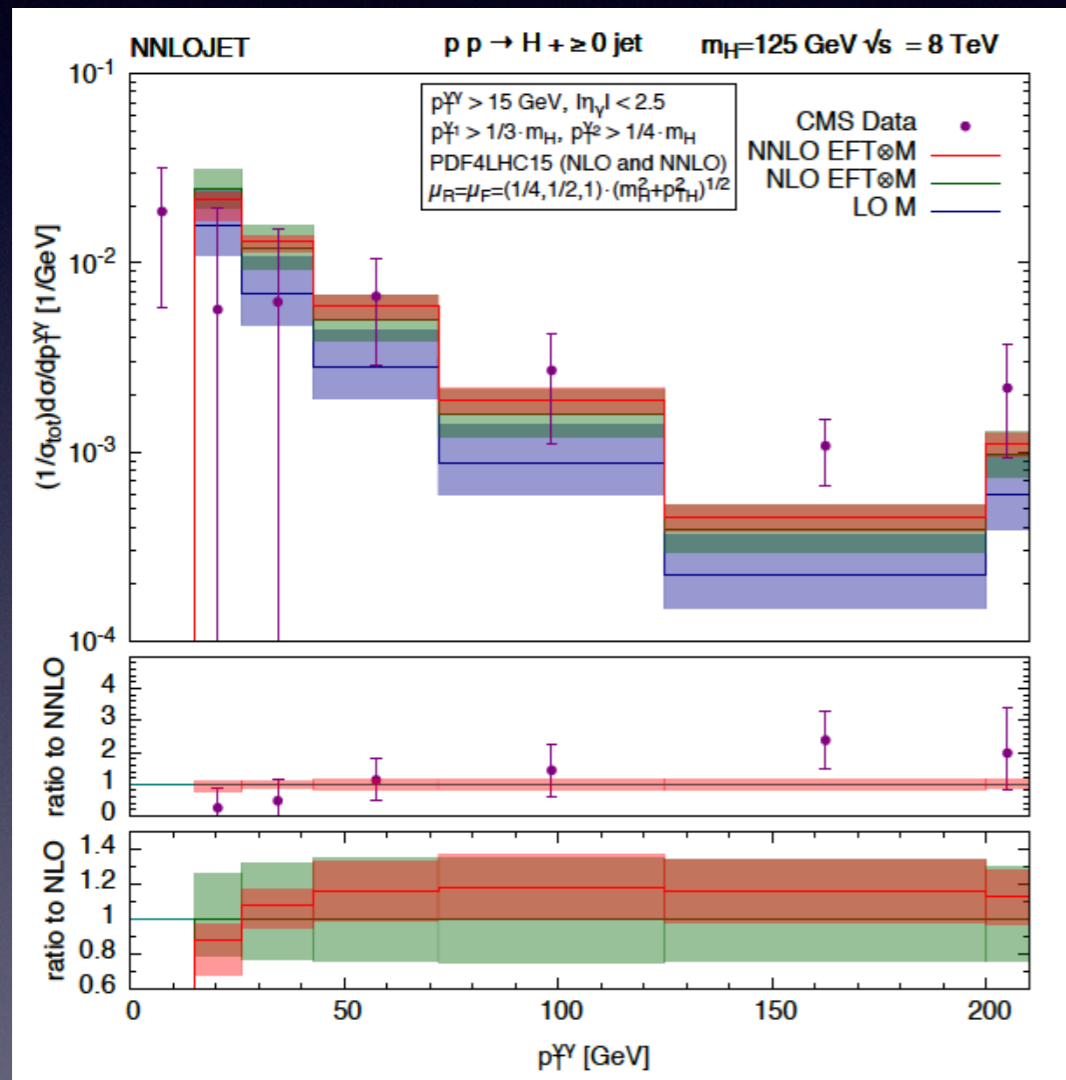 NNLOJET p p → H + ≥ 0 jet mH=125 GeV √s = 8 TeV
pTγγ > 15 GeV, |ηγ| < 2.5
pTγ1 > 1/3·mH, pTγ2 > 1/4·mH
PDF4LHC15 (NLO and NNLO)
μR=μF=(1/4,1/2,1)·(mH2+pTH2)1/2
CMS Data
NNLO EFT⊗M
NLO EFT⊗M
LO M
(1/σtot)dσ/dpTγγ [1/GeV]
10-1
10-2
10-3
10-4
ratio to NNLO
4
3
2
1
0
ratio to NLO
1.4
1.2
1
0.8
0.6
0 50 100 150 200
pTγγ [GeV]